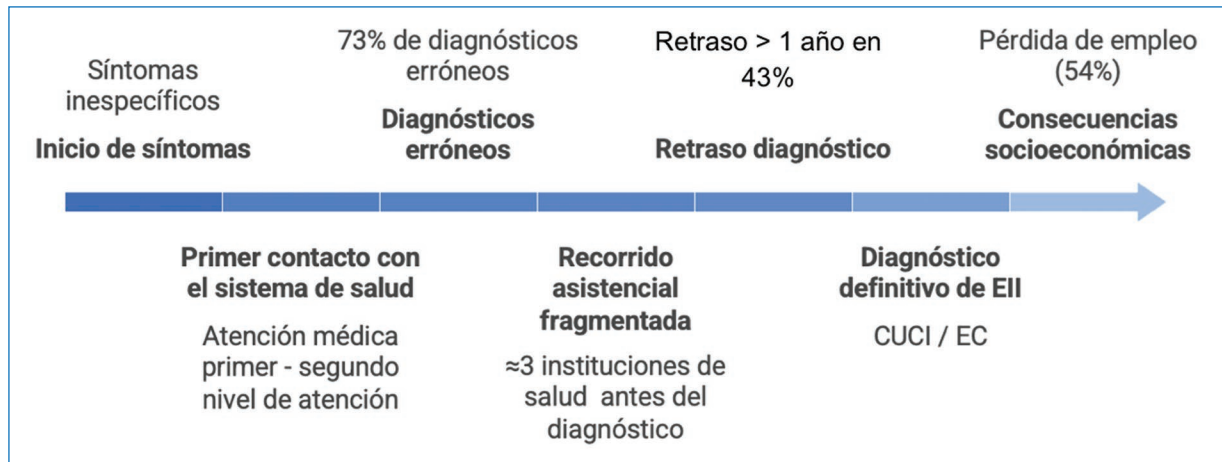 Síntomas
inespecíficos
Inicio de síntomas
73% de diagnósticos
erróneos
Diagnósticos
erróneos
Retraso > 1 año en
43%
Retraso diagnóstico
Pérdida de empleo
(54%)
Consecuencias
socioeconómicas
Primer contacto con
el sistema de salud
Atención médica
primer - segundo
nivel de atención
Recorrido
asistencial
fragmentada
≈3 instituciones de
salud antes del
diagnóstico
Diagnóstico
definitivo de EII
CUCI / EC